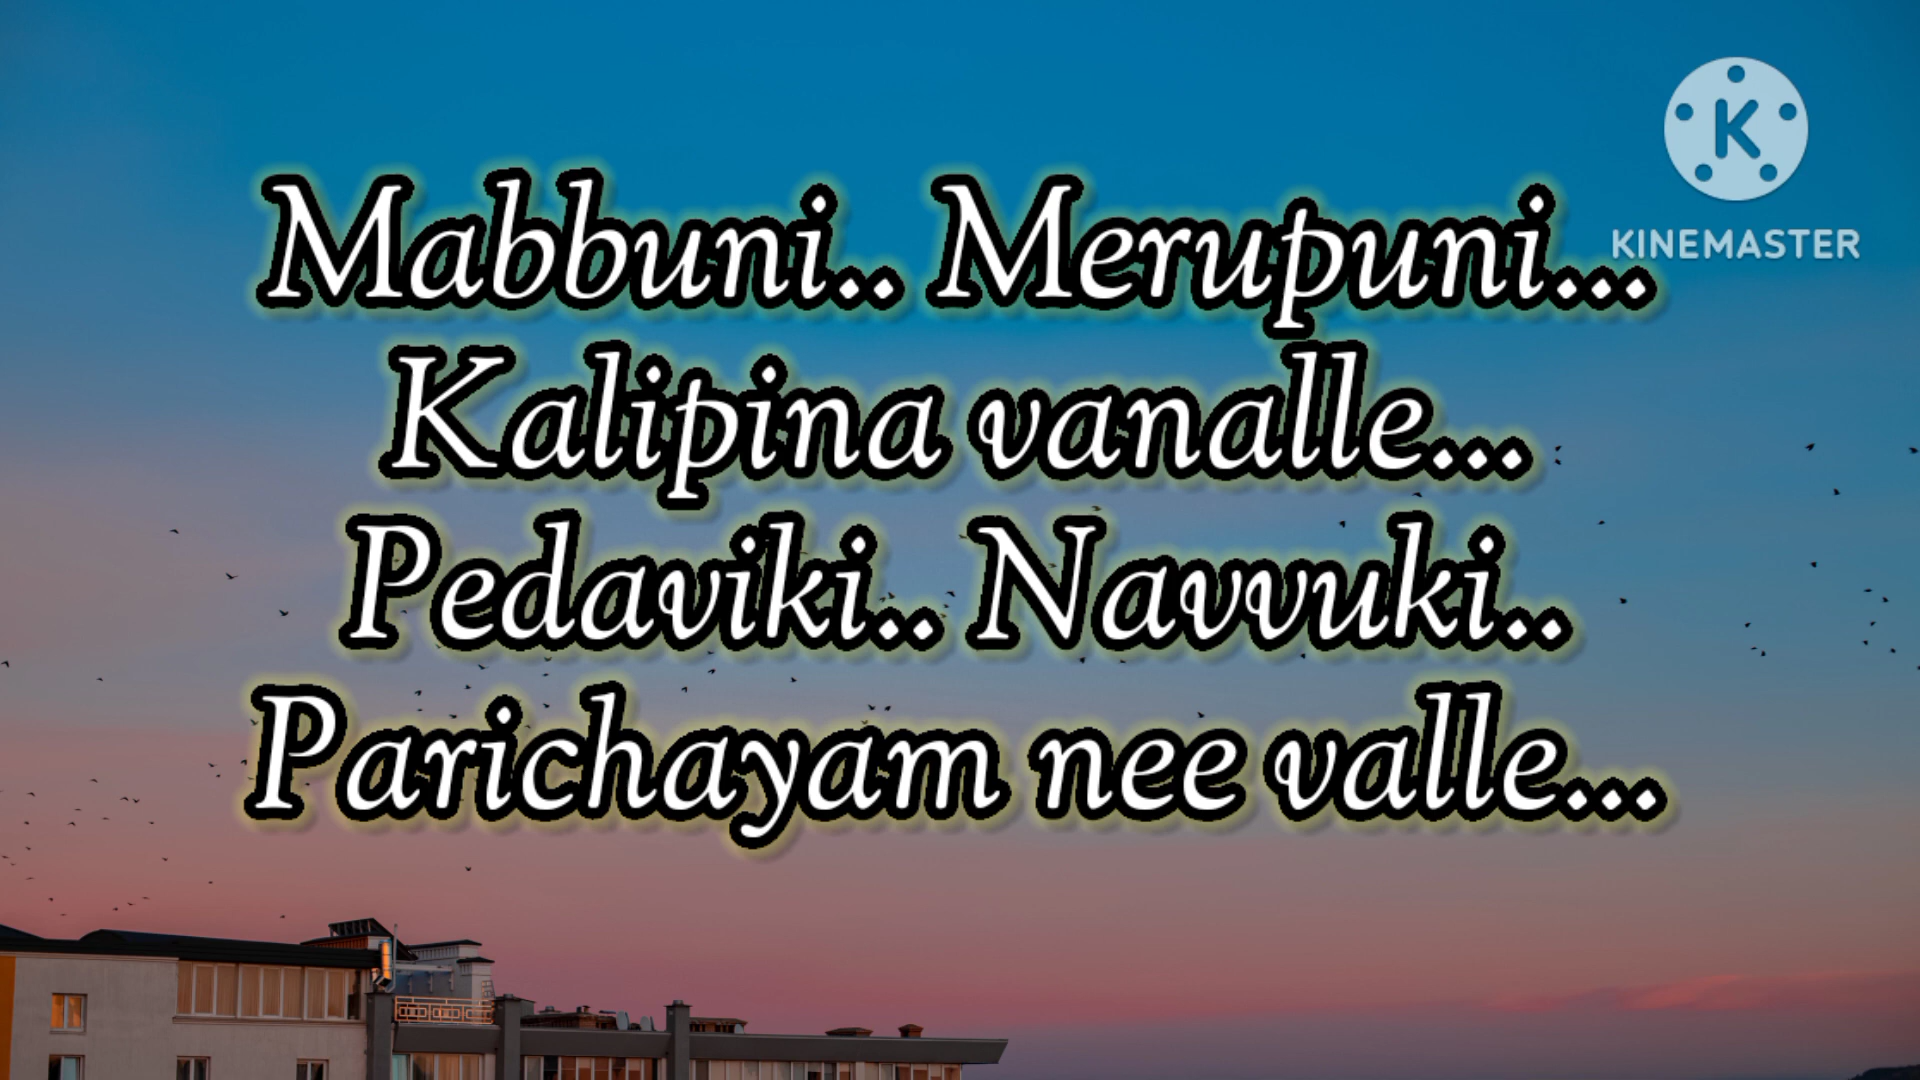 Mabbuni.. Merupuni...
Kalipina vanalle...
Pedaviki.. Navvuki..
Parichayam nee valle...
K
KINEMASTER